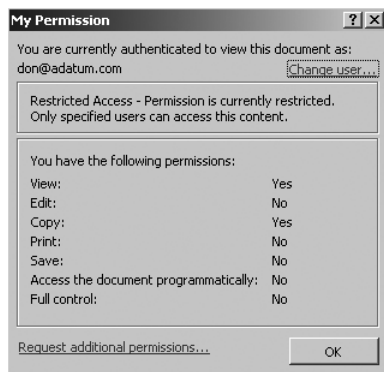 My Permission
You are currently authenticated to view this document as:
don@adatum.com Change user...
Restricted Access - Permission is currently restricted.
Only specified users can access this content.
You have the following permissions:
View: Yes
Edit: No
Copy: Yes
Print: No
Save: No
Access the document programmatically: No
Full control: No
Request additional permissions... OK